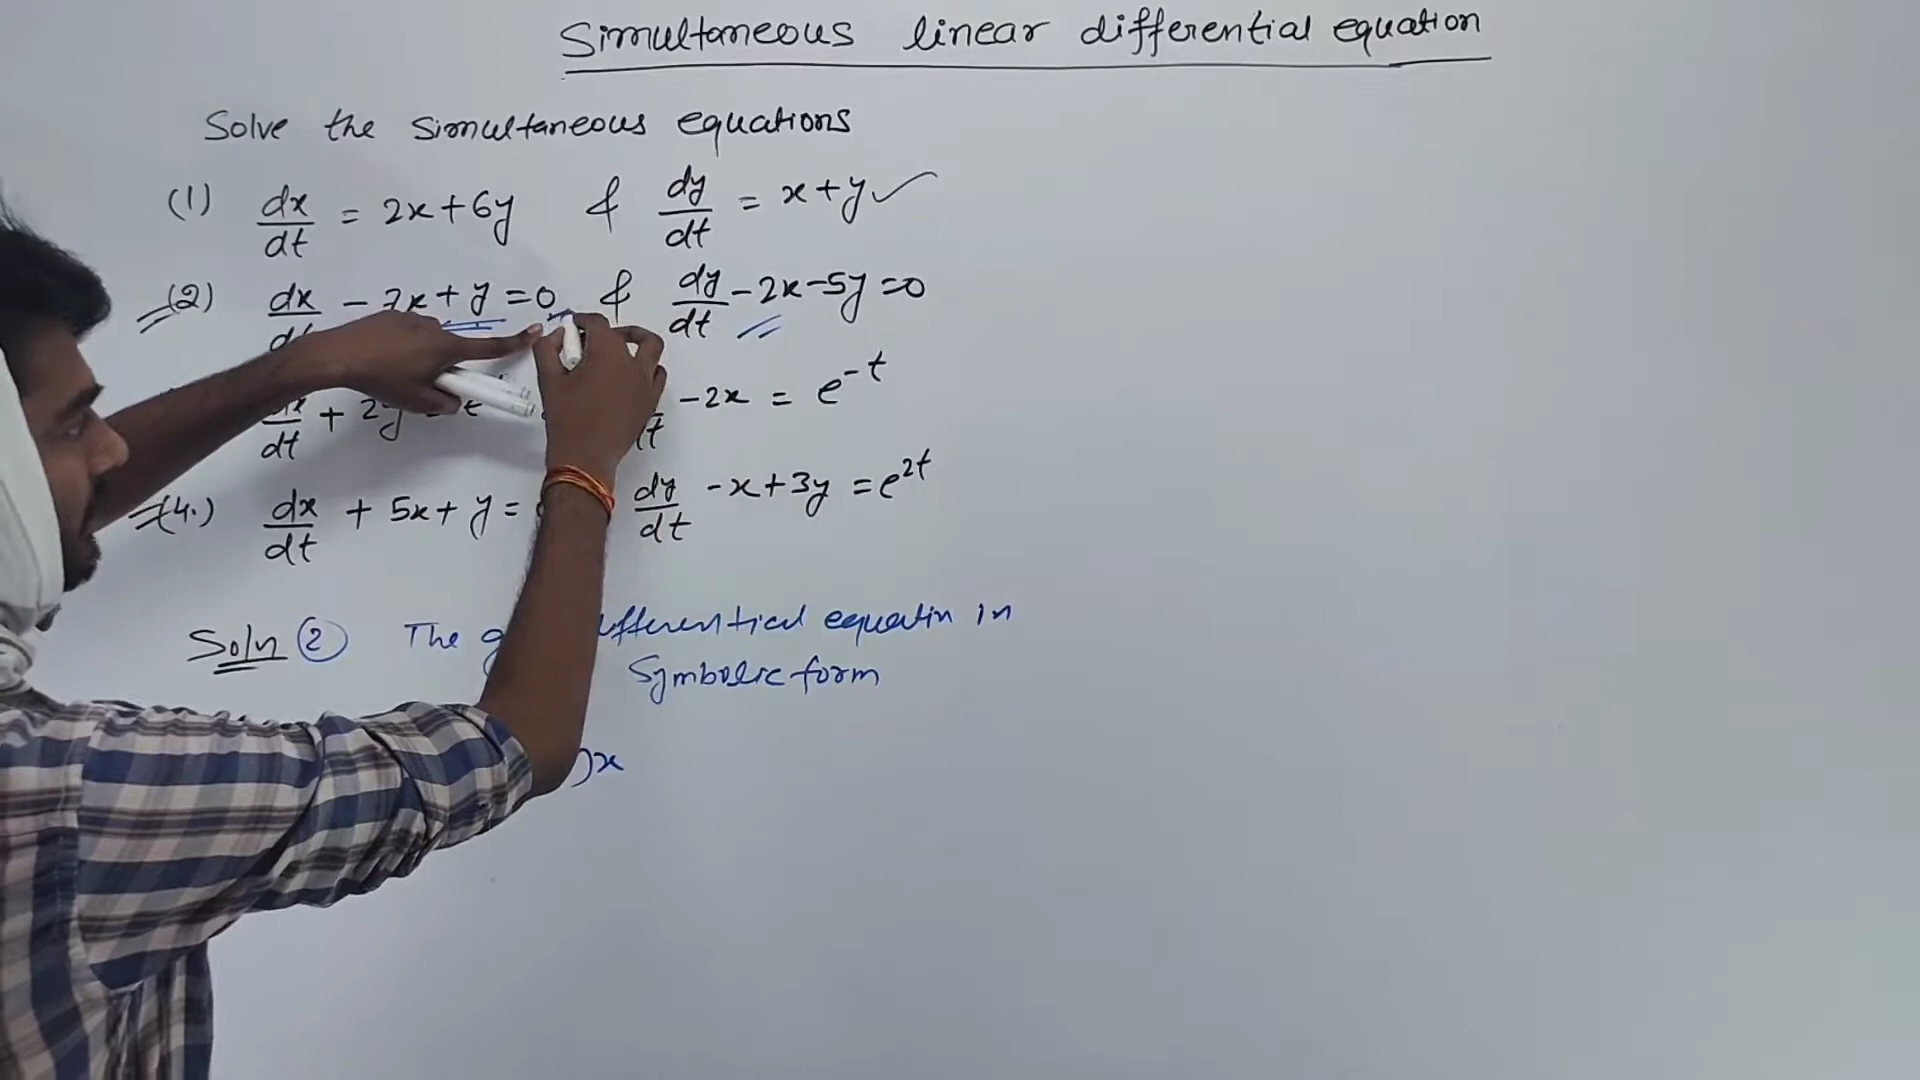 Simultaneous linear differential equation
Solve the simultaneous equations
(1) dx/dt = 2x+6y & dy/dt = x+y ✓
(2) dx/dt - 7x+y=0 & dy/dt -2x-5y=0
dx/dt + 2y = -2x = e^-t
(4.) dx/dt + 5x+y = dy/dt -x+3y = e^2t
Soln ② The equatin in
Symbolic form
)x